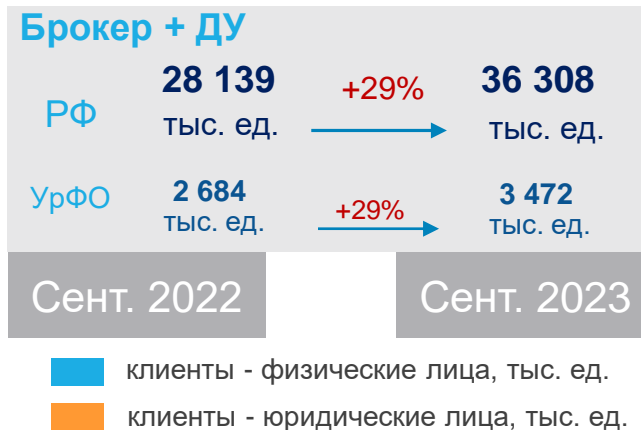 Брокер + ДУ
РФ 28 139 тыс. ед. +29% 36 308 тыс. ед.
УрФО 2 684 тыс. ед. +29% 3 472 тыс. ед.
Сент. 2022 Сент. 2023
клиенты - физические лица, тыс. ед.
клиенты - юридические лица, тыс. ед.